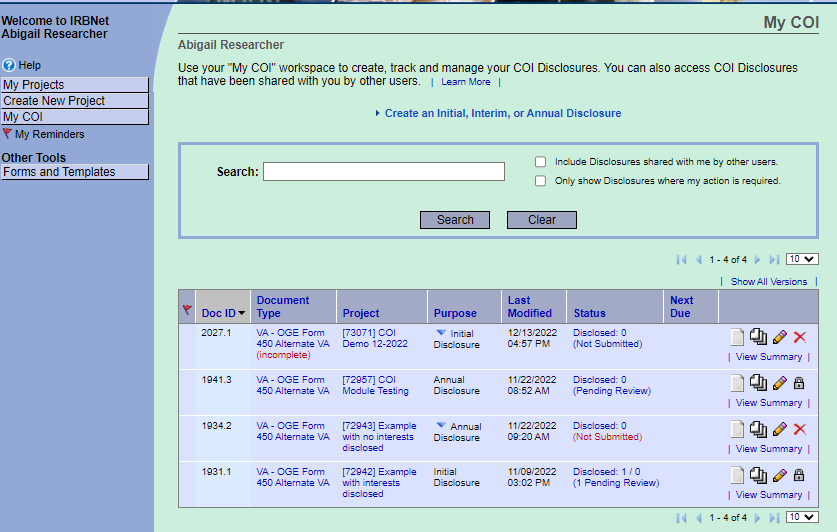 Welcome to IRBNet
Abigail Researcher
Help
My Projects
Create New Project
My COI
My Reminders
Other Tools
Forms and Templates
My COI
Abigail Researcher
Use your "My COI" workspace to create, track and manage your COI Disclosures. You can also access COI Disclosures
that have been shared with you by other users. | Learn More |
Create an Initial, Interim, or Annual Disclosure
Search:
Include Disclosures shared with me by other users.
Only show Disclosures where my action is required.
Search Clear
1 - 4 of 4 10
| Show All Versions |
Doc ID Document Type Project Purpose Last Modified Status Next Due
2027.1 VA - OGE Form [73071] COI Initial 12/13/2022 Disclosed: 0
450 Alternate VA Demo 12-2022 Disclosure 04:57 PM (Not Submitted)
(incomplete)
| View Summary |
1941.3 VA - OGE Form [72957] COI Annual 11/22/2022 Disclosed: 0
450 Alternate VA Module Testing Disclosure 08:52 AM (Pending Review)
| View Summary |
1934.2 VA - OGE Form [72943] Example Annual 11/22/2022 Disclosed: 0
450 Alternate VA with no interests Disclosure 09:20 AM (Not Submitted)
disclosed
| View Summary |
1931.1 VA - OGE Form [72942] Example Initial 11/09/2022 Disclosed: 1 / 0
450 Alternate VA with interests Disclosure 03:02 PM (1 Pending Review)
disclosed
| View Summary |
1 - 4 of 4 10